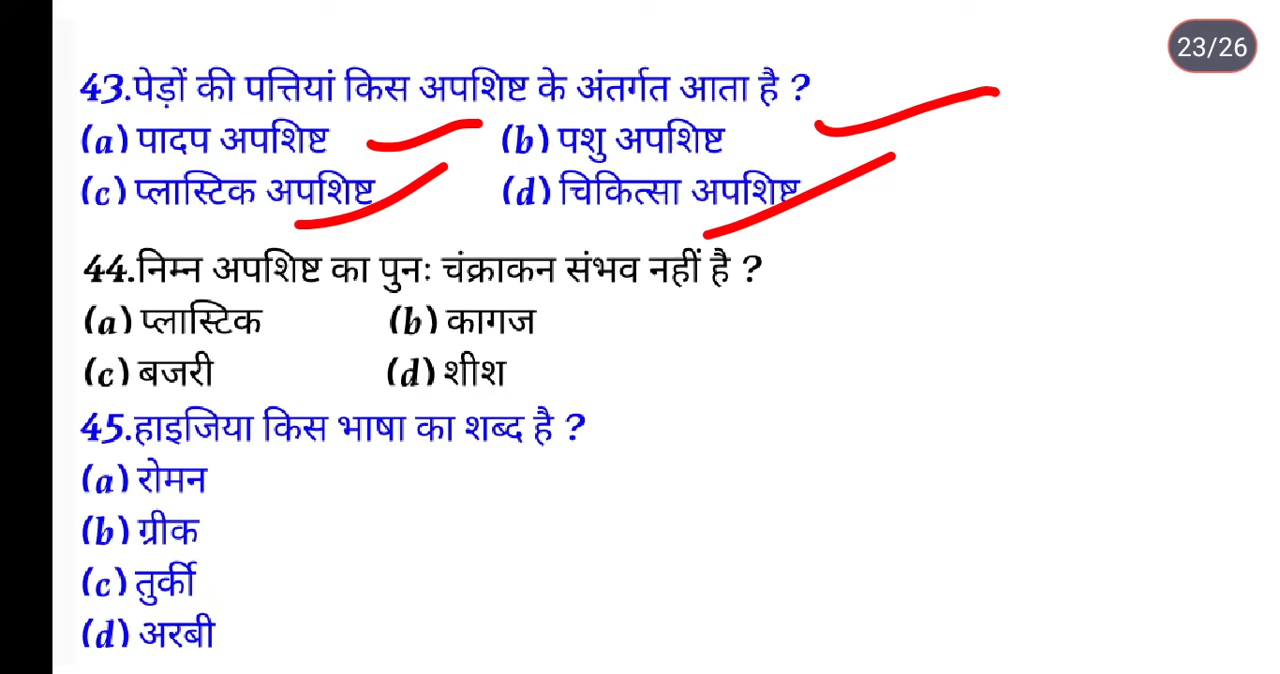 23/26
43.पेड़ों की पत्तियां किस अपशिष्ट के अंतर्गत आता है ?
(a) पादप अपशिष्ट (b) पशु अपशिष्ट
(c) प्लास्टिक अपशिष्ट (d) चिकित्सा अपशिष्ट
44.निम्न अपशिष्ट का पुनः चंक्राकन संभव नहीं है ?
(a) प्लास्टिक (b) कागज
(c) बजरी (d) शीश
45.हाइजिया किस भाषा का शब्द है ?
(a) रोमन
(b) ग्रीक
(c) तुर्की
(d) अरबी